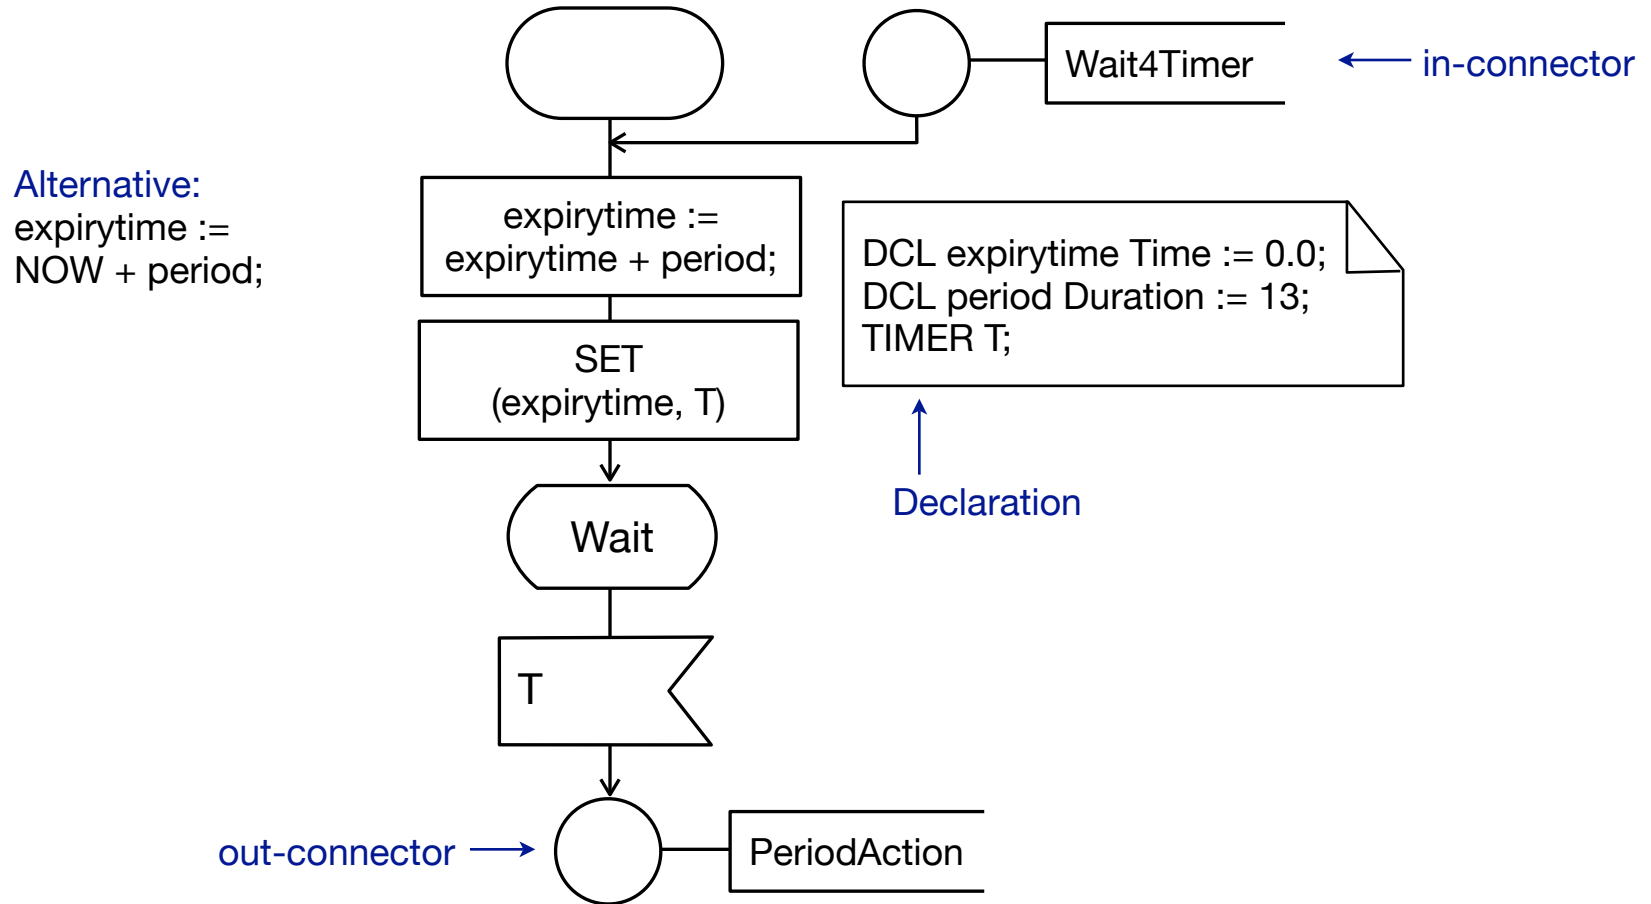 Wait4Timer
in-connector
Alternative:
expirytime :=
NOW + period;
expirytime :=
expirytime + period;
DCL expirytime Time := 0.0;
DCL period Duration := 13;
TIMER T;
SET
(expirytime, T)
Declaration
Wait
T
out-connector
PeriodAction